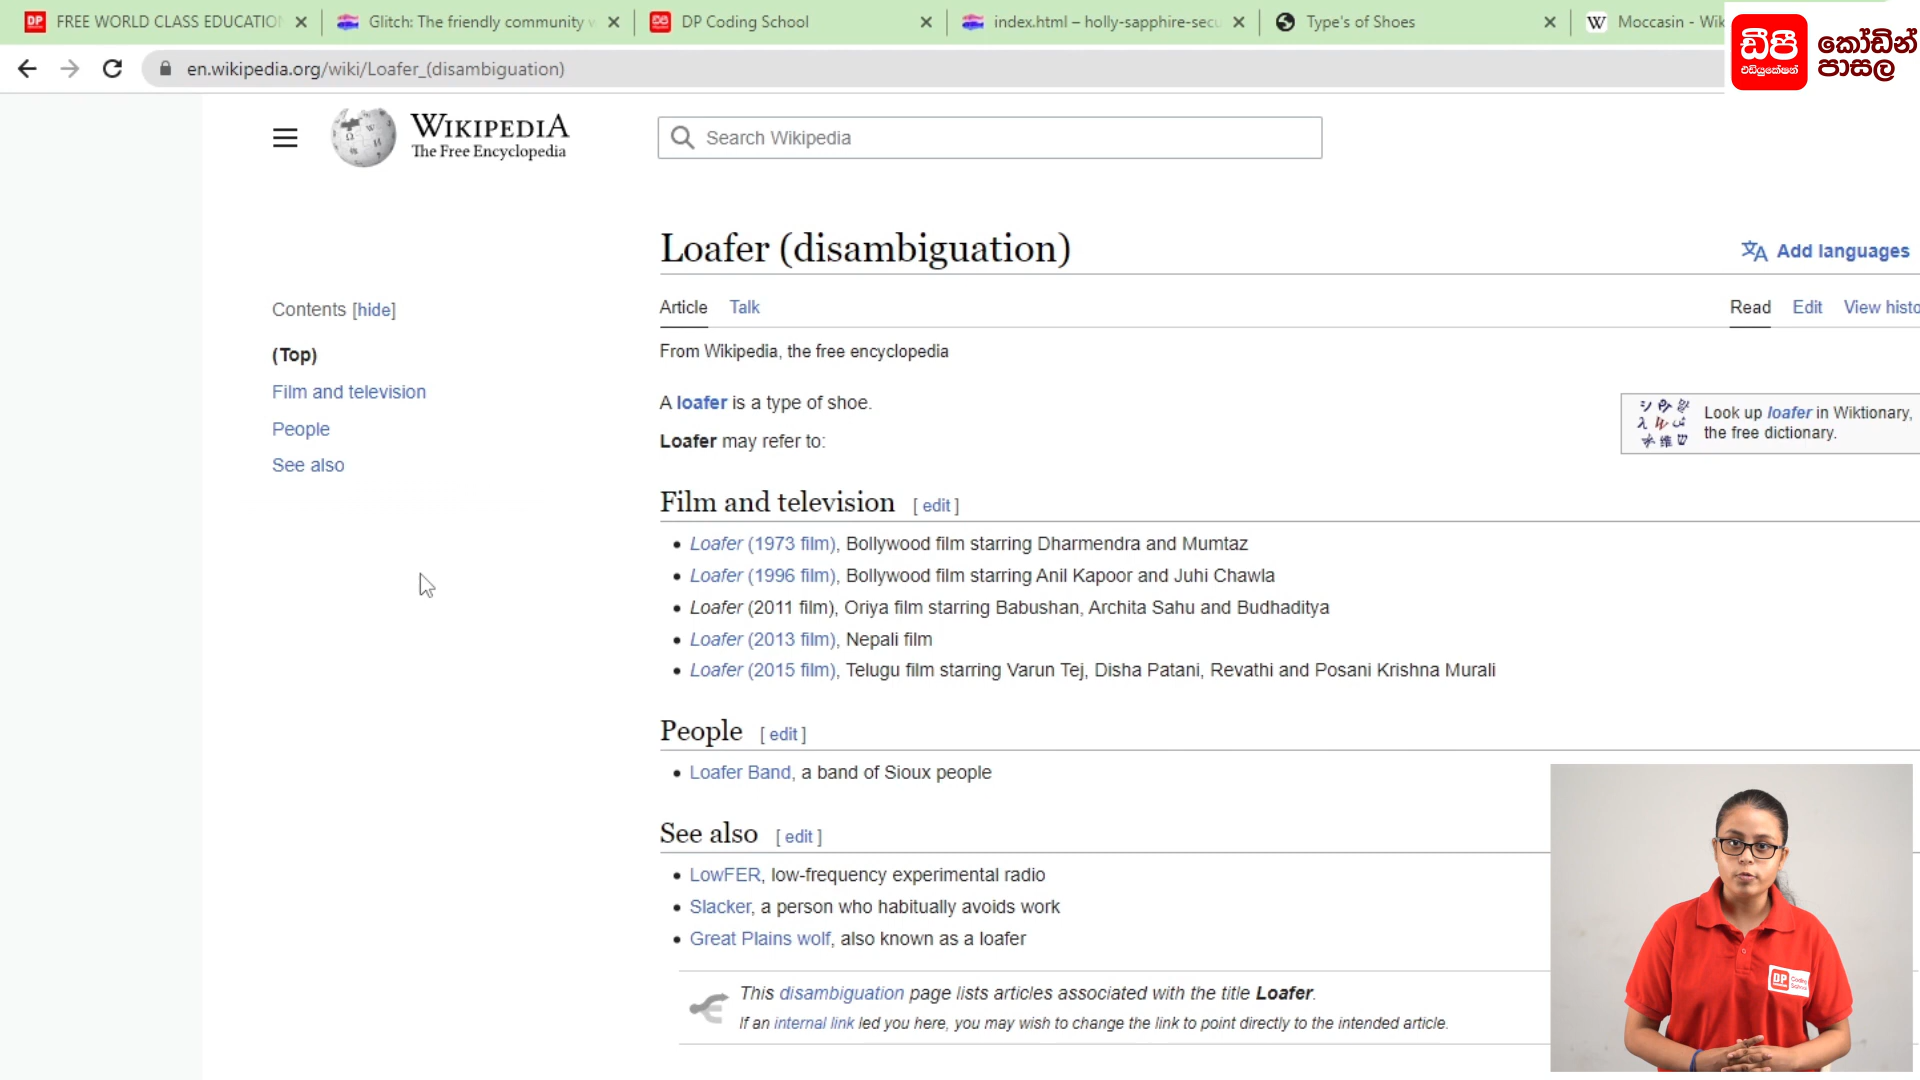 FREE WORLD CLASS EDUCATION
Glitch: The friendly community w
DP Coding School
index.html – holly-sapphire-secu
Type's of Shoes
Moccasin - Wik
ඩීපී
එඩියුකේෂන්
කෝඩින්
පාසල
en.wikipedia.org/wiki/Loafer_(disambiguation)
WIKIPEDIA
The Free Encyclopedia
Search Wikipedia
Loafer (disambiguation)
Add languages
Contents [hide]
(Top)
Film and television
People
See also
Article Talk
Read Edit View histo
From Wikipedia, the free encyclopedia
A loafer is a type of shoe.
Loafer may refer to:
Look up loafer in Wiktionary,
the free dictionary.
Film and television [ edit ]
Loafer (1973 film), Bollywood film starring Dharmendra and Mumtaz
Loafer (1996 film), Bollywood film starring Anil Kapoor and Juhi Chawla
Loafer (2011 film), Oriya film starring Babushan, Archita Sahu and Budhaditya
Loafer (2013 film), Nepali film
Loafer (2015 film), Telugu film starring Varun Tej, Disha Patani, Revathi and Posani Krishna Murali
People [ edit ]
Loafer Band, a band of Sioux people
See also [ edit ]
LowFER, low-frequency experimental radio
Slacker, a person who habitually avoids work
Great Plains wolf, also known as a loafer
This disambiguation page lists articles associated with the title Loafer.
If an internal link led you here, you may wish to change the link to point directly to the intended article.
DP Coding School